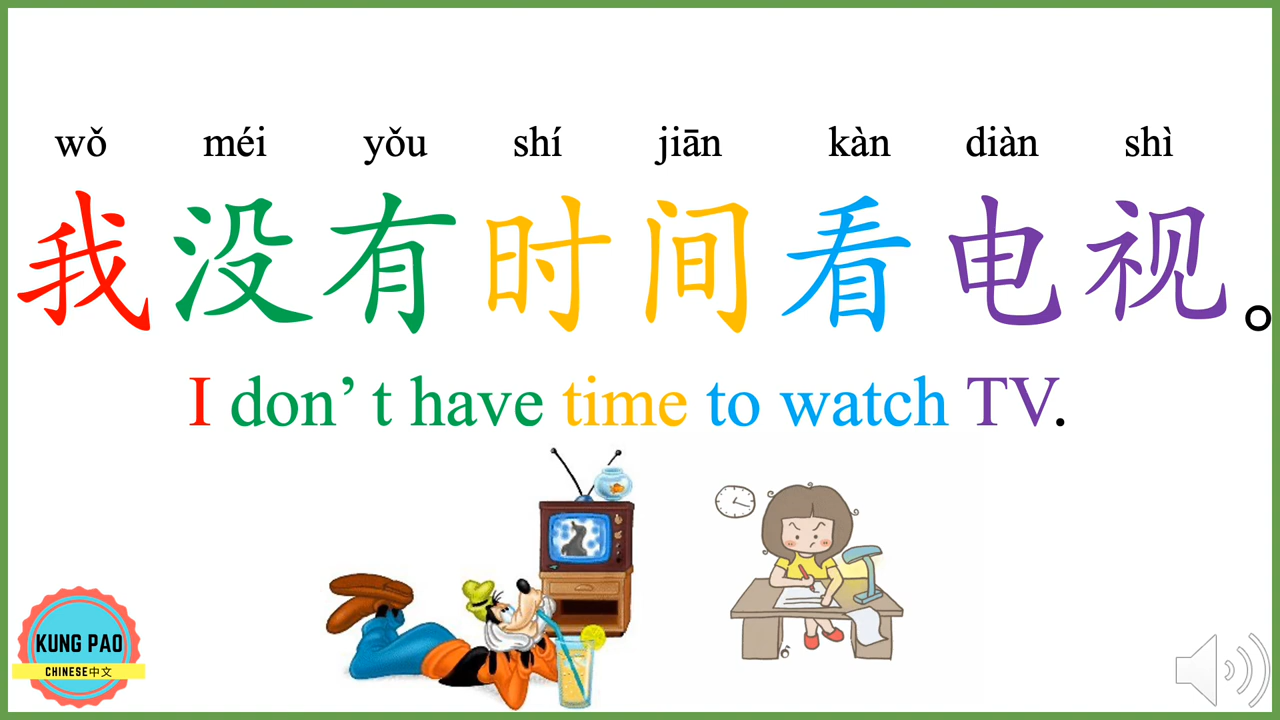 wǒ méi yǒu shí jiān kàn diàn shì
我没有时间看电视。
I don’ t have time to watch TV.
KUNG PAO
CHINESE中文